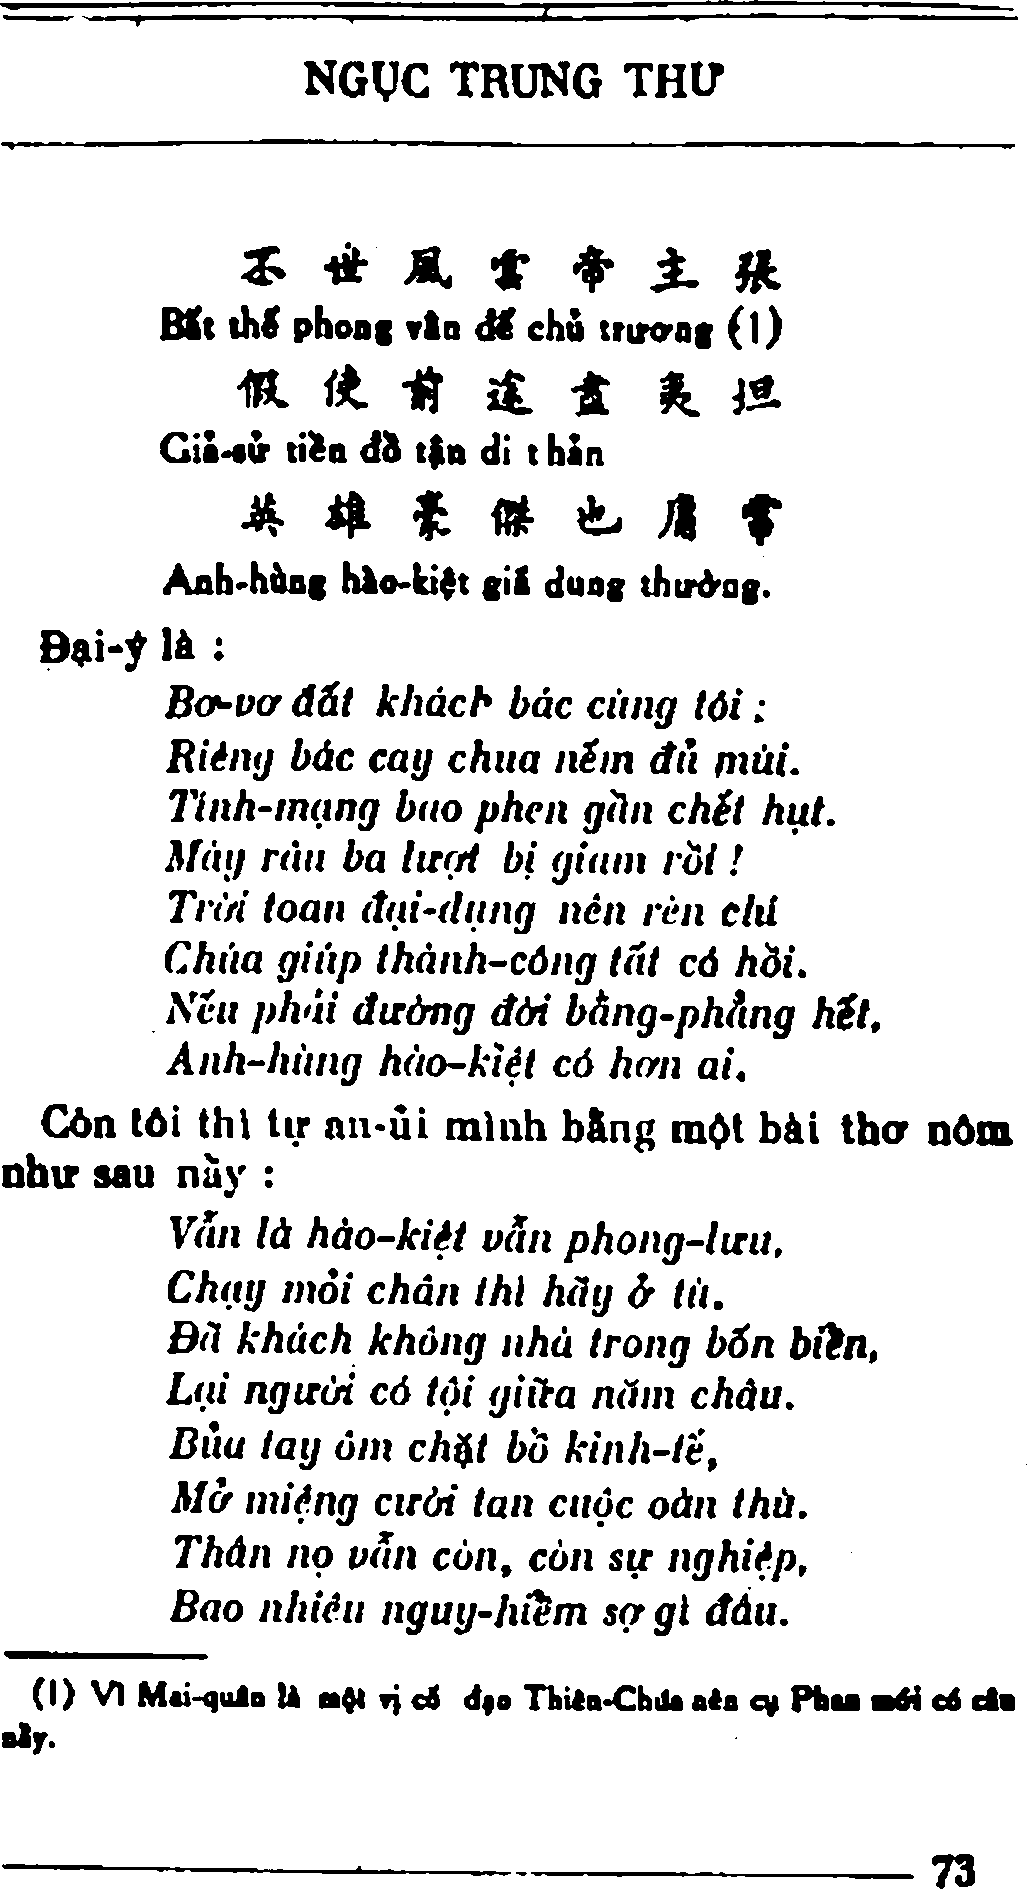 NGỤC TRUNG THƯ
不世風雲帝主張
Bất thế phong vân đế chủ trương (1)
假使前途盡夷坦
Giả-sử tiền đồ tận di thản
英雄豪傑也庸常
Anh-hùng hào-kiệt giã dung thường.
Đại-ý là :
Bơ-vơ đất khách bác cùng tôi ;
Riêng bác cay chua nếm đủ mùi.
Tính-mạng bao phen gần chết hụt.
Mày râu ba lượt bị giam rồi !
Trời toan đại-dụng nên rèn chí
Chúa giúp thành-công tất có hồi.
Nếu phải đường đời bằng-phẳng hết,
Anh-hùng hào-kiệt có hơn ai.
Còn tôi thì tự an-ủi mình bằng một bài thơ nôm
như sau này :
Vẫn là hào-kiệt vẫn phong-lưu,
Chạy mỏi chân thì hãy ở tù.
Đã khách không nhà trong bốn biển,
Lại người có tội giữa năm châu.
Bủa tay ôm chặt bồ kinh-tế,
Mở miệng cười tan cuộc oán thù.
Thân nọ vẫn còn, còn sự nghiệp,
Bao nhiêu nguy-hiểm sợ gì đâu.
(1) Vì Mai-quân là một vị cố đạo Thiên-Chúa nên cụ Phan mới có câu
nầy.
73